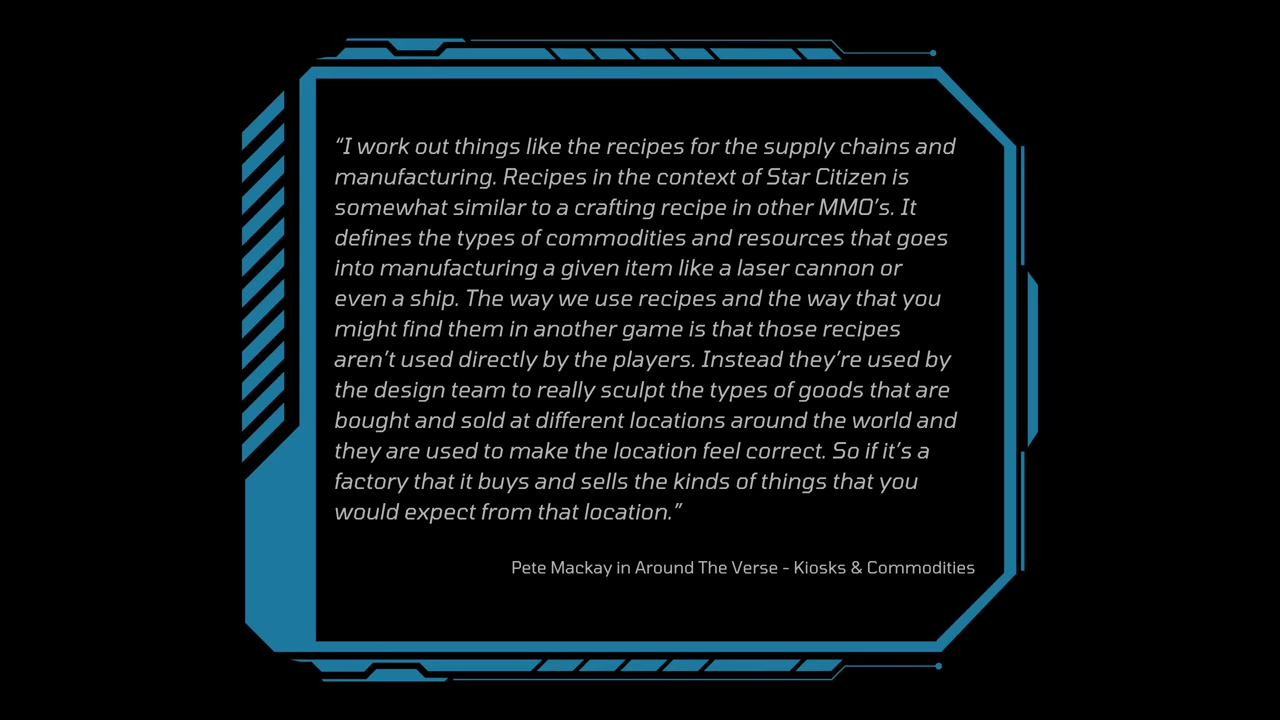 “I work out things like the recipes for the supply chains and
manufacturing. Recipes in the context of Star Citizen is
somewhat similar to a crafting recipe in other MMO’s. It
defines the types of commodities and resources that goes
into manufacturing a given item like a laser cannon or
even a ship. The way we use recipes and the way that you
might find them in another game is that those recipes
aren’t used directly by the players. Instead they’re used by
the design team to really sculpt the types of goods that are
bought and sold at different locations around the world and
they are used to make the location feel correct. So if it’s a
factory that it buys and sells the kinds of things that you
would expect from that location.”
Pete Mackay in Around The Verse - Kiosks & Commodities